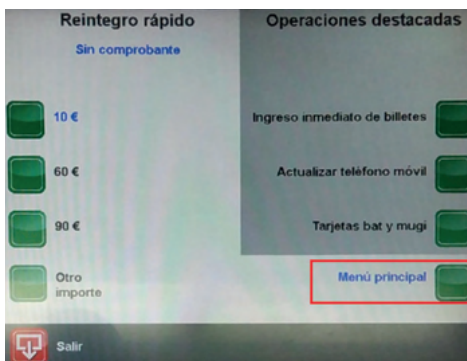 Reintegro rápido
Sin comprobante
10 €
60 €
90 €
Otro
importe
Operaciones destacadas
Ingreso inmediato de billetes
Actualizar teléfono móvil
Tarjetas bat y mugi
Menú principal
Salir